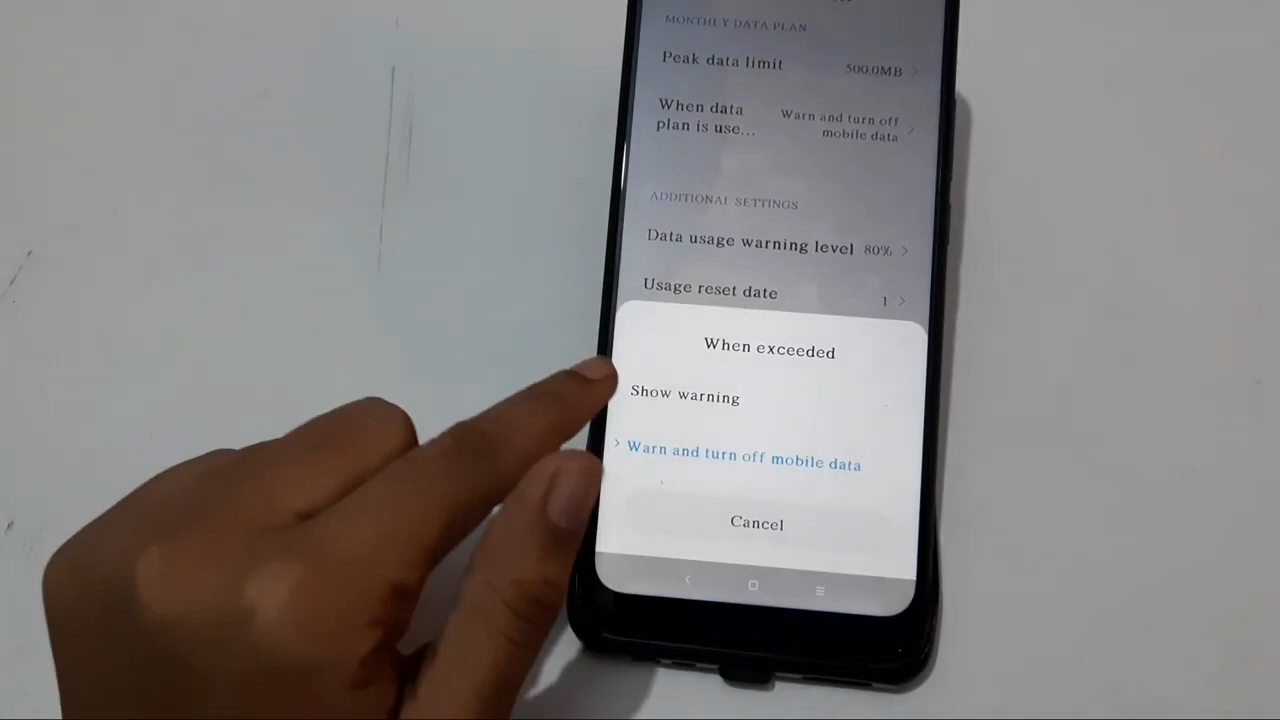 MONTHLY DATA PLAN
Peak data limit 500.0MB
When data
plan is use...
Warn and turn off
mobile data
ADDITIONAL SETTINGS
Data usage warning level 80%
Usage reset date 1
When exceeded
Show warning
Warn and turn off mobile data
Cancel